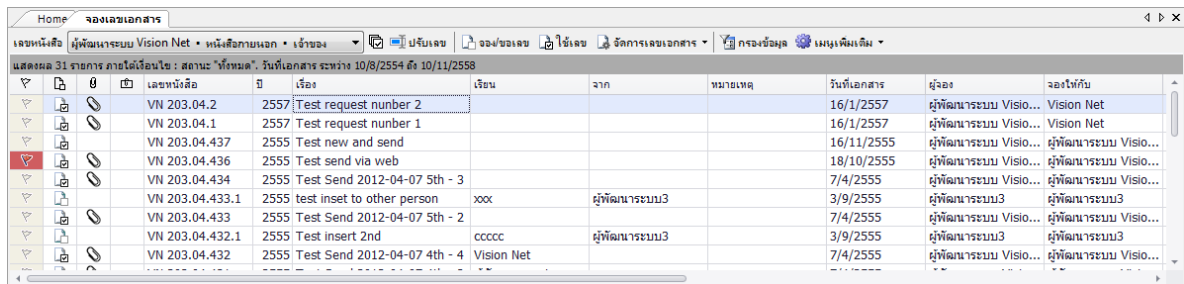 Home จองเลขเอกสาร
เลขหนังสือ ผู้พัฒนาระบบ Vision Net • หนังสือภายนอก • เจ้าของ ปรับเลข จอง/ขอเลข ใช้เลข จัดการเลขเอกสาร กรองข้อมูล เมนูเพิ่มเติม
แสดงผล 31 รายการ ภายใต้เงื่อนไข : สถานะ "ทั้งหมด", วันที่เอกสาร ระหว่าง 10/8/2554 ถึง 10/11/2558
เลขหนังสือ ปี เรื่อง เรียน จาก หมายเหตุ วันที่เอกสาร ผู้จอง จองให้กับ
VN 203.04.2 2557 Test request nunber 2 16/1/2557 ผู้พัฒนาระบบ Visio... Vision Net
VN 203.04.1 2557 Test request nunber 1 16/1/2557 ผู้พัฒนาระบบ Visio... Vision Net
VN 203.04.437 2555 Test new and send 16/11/2555 ผู้พัฒนาระบบ Visio... ผู้พัฒนาระบบ Visio...
VN 203.04.436 2555 Test send via web 18/10/2555 ผู้พัฒนาระบบ Visio... ผู้พัฒนาระบบ Visio...
VN 203.04.434 2555 Test Send 2012-04-07 5th - 3 7/4/2555 ผู้พัฒนาระบบ Visio... ผู้พัฒนาระบบ Visio...
VN 203.04.433.1 2555 test inset to other person xxx ผู้พัฒนาระบบ3 3/9/2555 ผู้พัฒนาระบบ3 ผู้พัฒนาระบบ3
VN 203.04.433 2555 Test Send 2012-04-07 5th - 2 7/4/2555 ผู้พัฒนาระบบ Visio... ผู้พัฒนาระบบ Visio...
VN 203.04.432.1 2555 Test insert 2nd ccccc ผู้พัฒนาระบบ3 3/9/2555 ผู้พัฒนาระบบ3 ผู้พัฒนาระบบ3
VN 203.04.432 2555 Test Send 2012-04-07 4th - 4 Vision Net 7/4/2555 ผู้พัฒนาระบบ Visio... ผู้พัฒนาระบบ Visio...